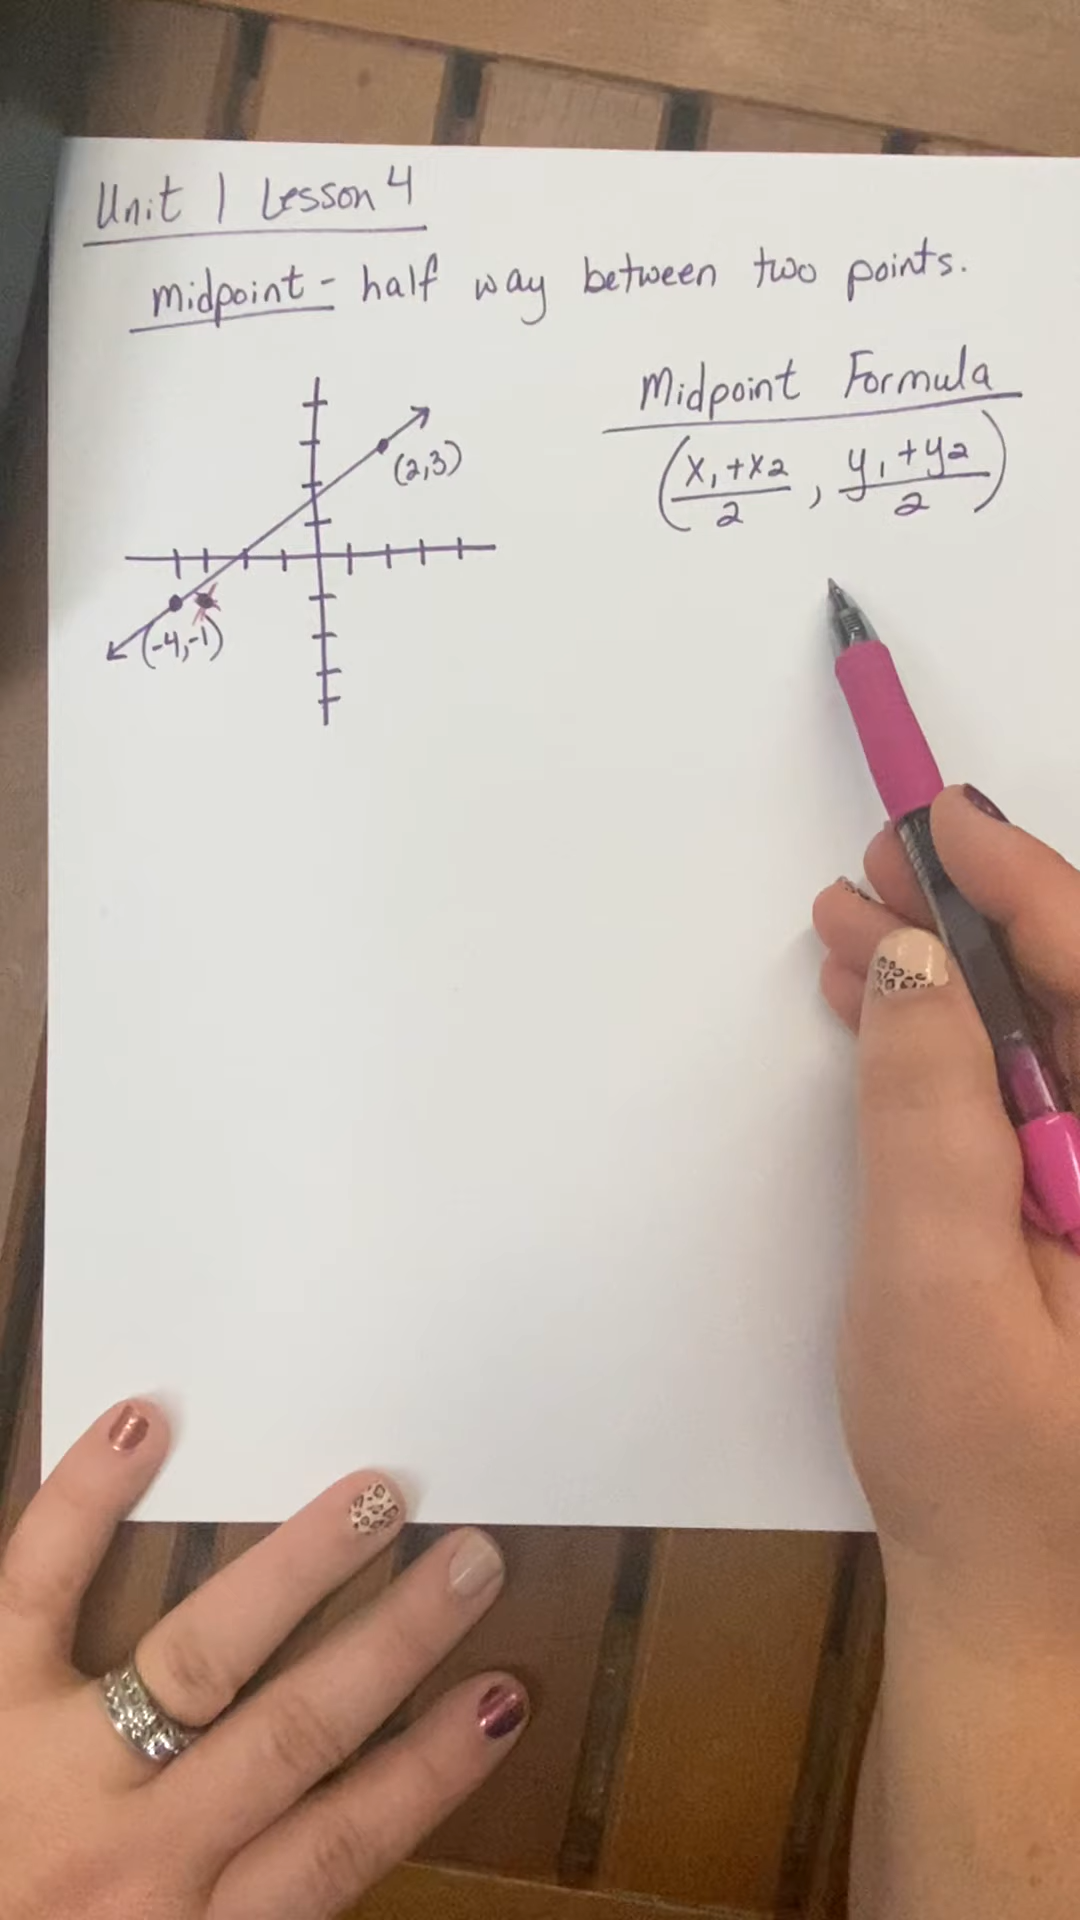 Unit 1 Lesson 4
midpoint - half way between two points.
Midpoint Formula
(x₁+x₂/2, y₁+y₂/2)
(2,3)
(-4,-1)